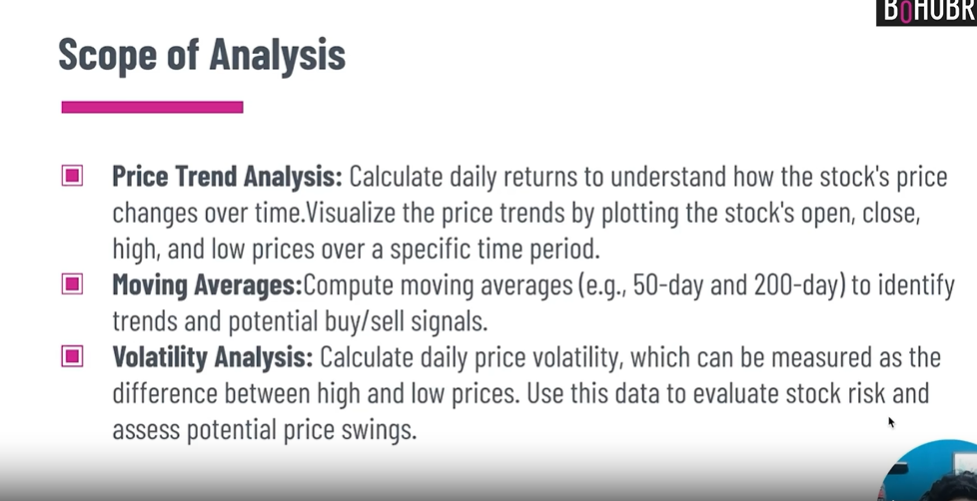 BOHUBR
Scope of Analysis
Price Trend Analysis: Calculate daily returns to understand how the stock's price
changes over time.Visualize the price trends by plotting the stock's open, close,
high, and low prices over a specific time period.
Moving Averages:Compute moving averages (e.g., 50-day and 200-day) to identify
trends and potential buy/sell signals.
Volatility Analysis: Calculate daily price volatility, which can be measured as the
difference between high and low prices. Use this data to evaluate stock risk and
assess potential price swings.